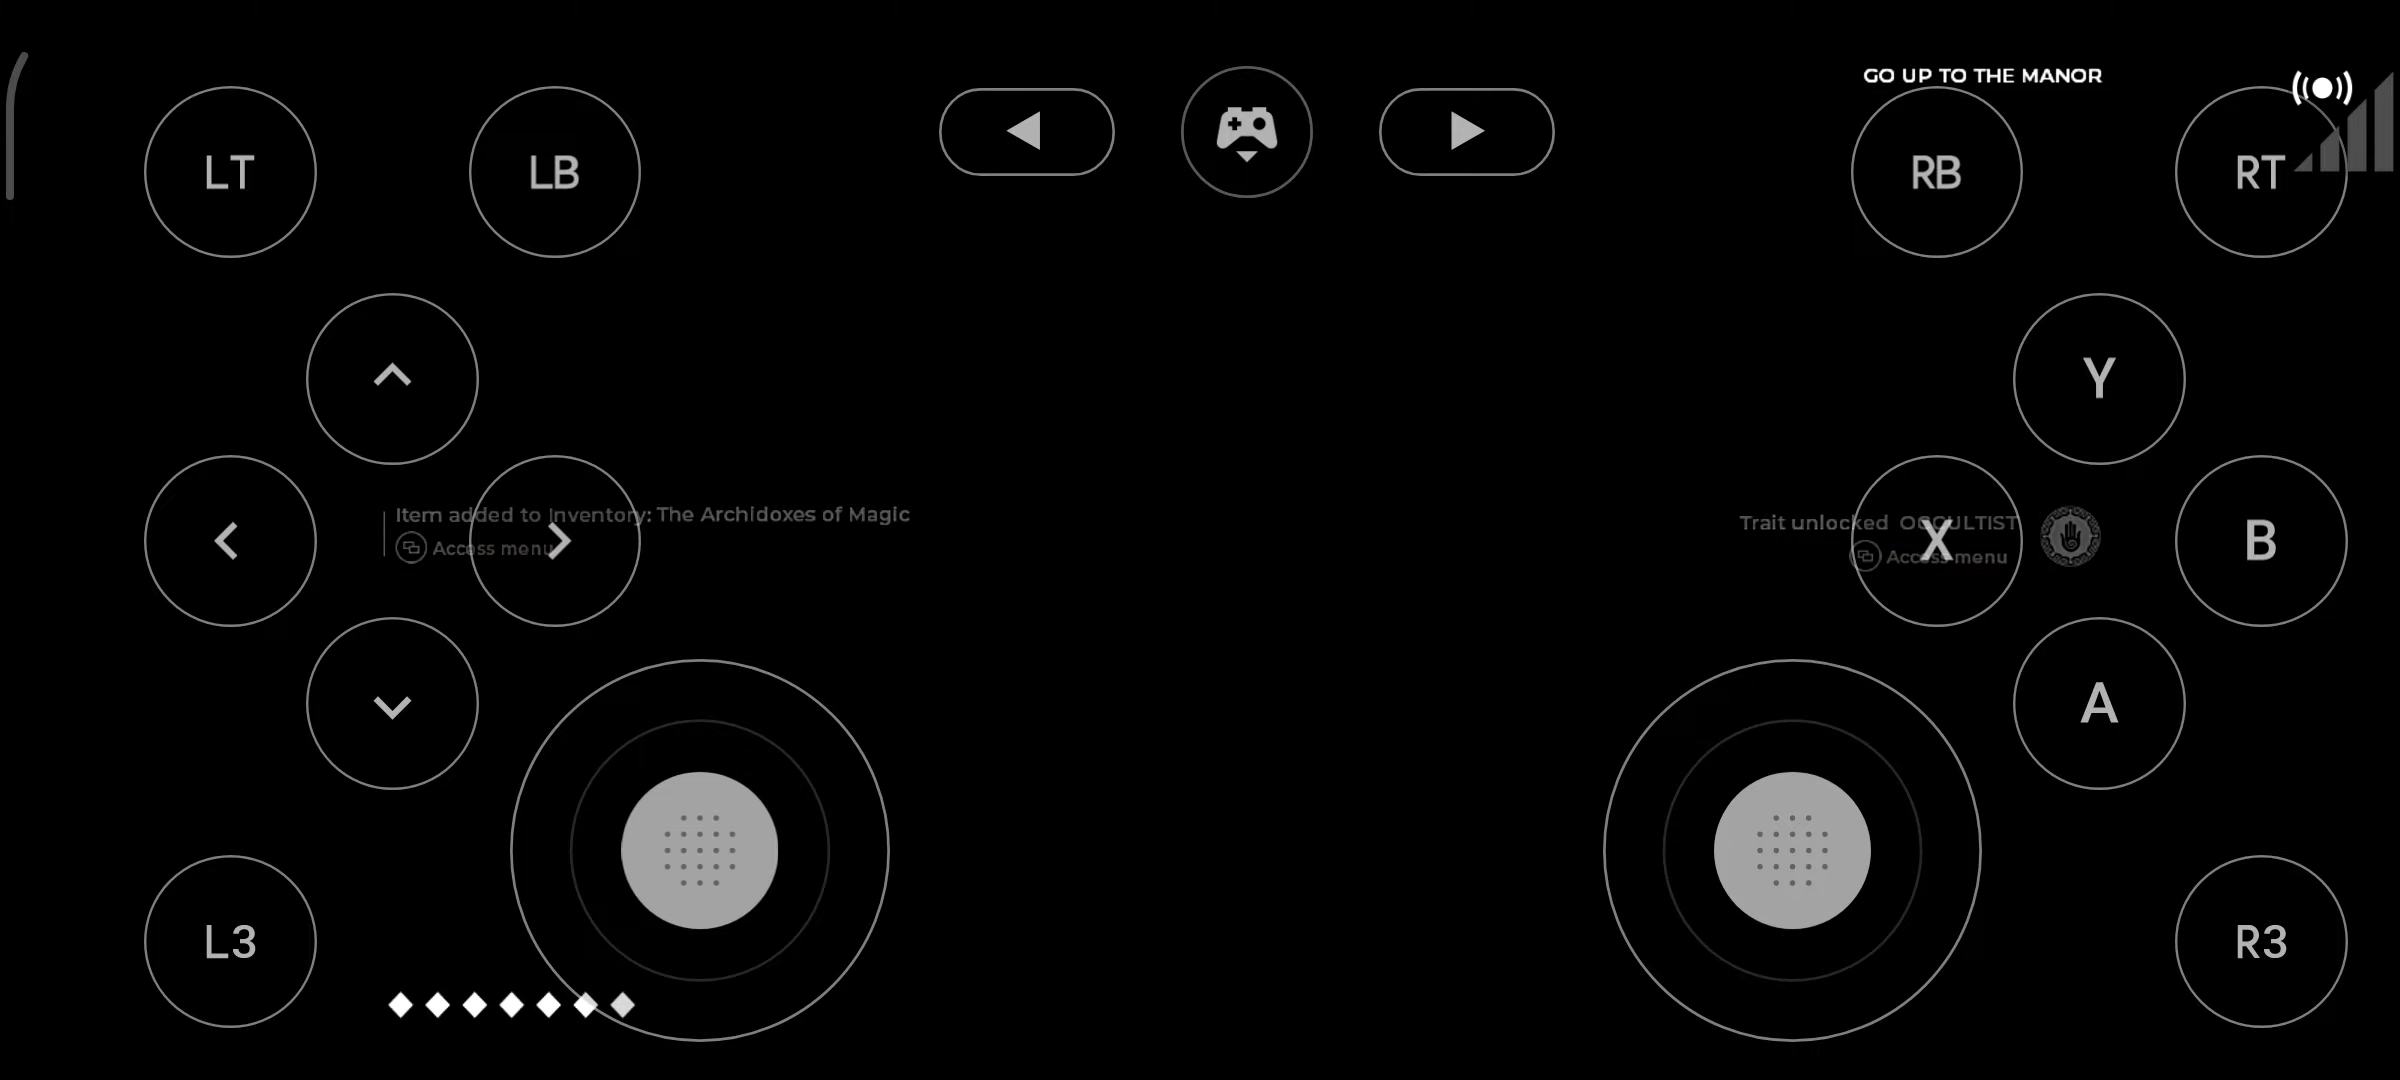 GO UP TO THE MANOR
LT
LB
RB
RT
Y
Item added to Inventory: The Archidoxes of Magic
Access menu
Trait unlocked OCCULTIST
Access menu
X
B
A
L3
R3